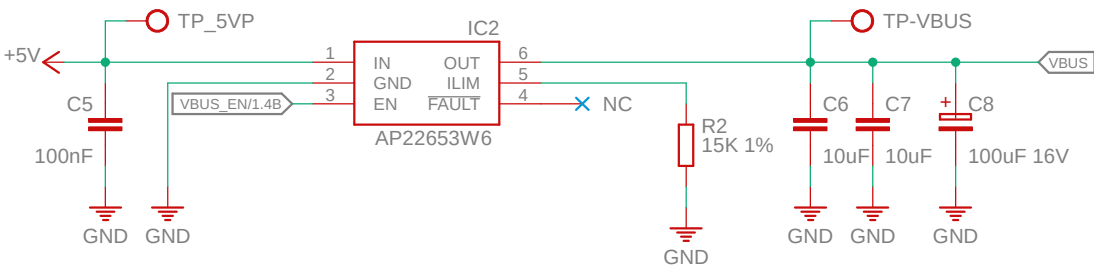 TP_5VP
TP-VBUS
IC2
+5V
1
IN
OUT
6
VBUS
2
GND
ILIM
5
VBUS_EN/1.4B
3
EN
FAULT
4
NC
C5
100nF
AP22653W6
R2
15K 1%
C6
10uF
C7
10uF
+
C8
100uF 16V
GND
GND
GND
GND
GND
GND